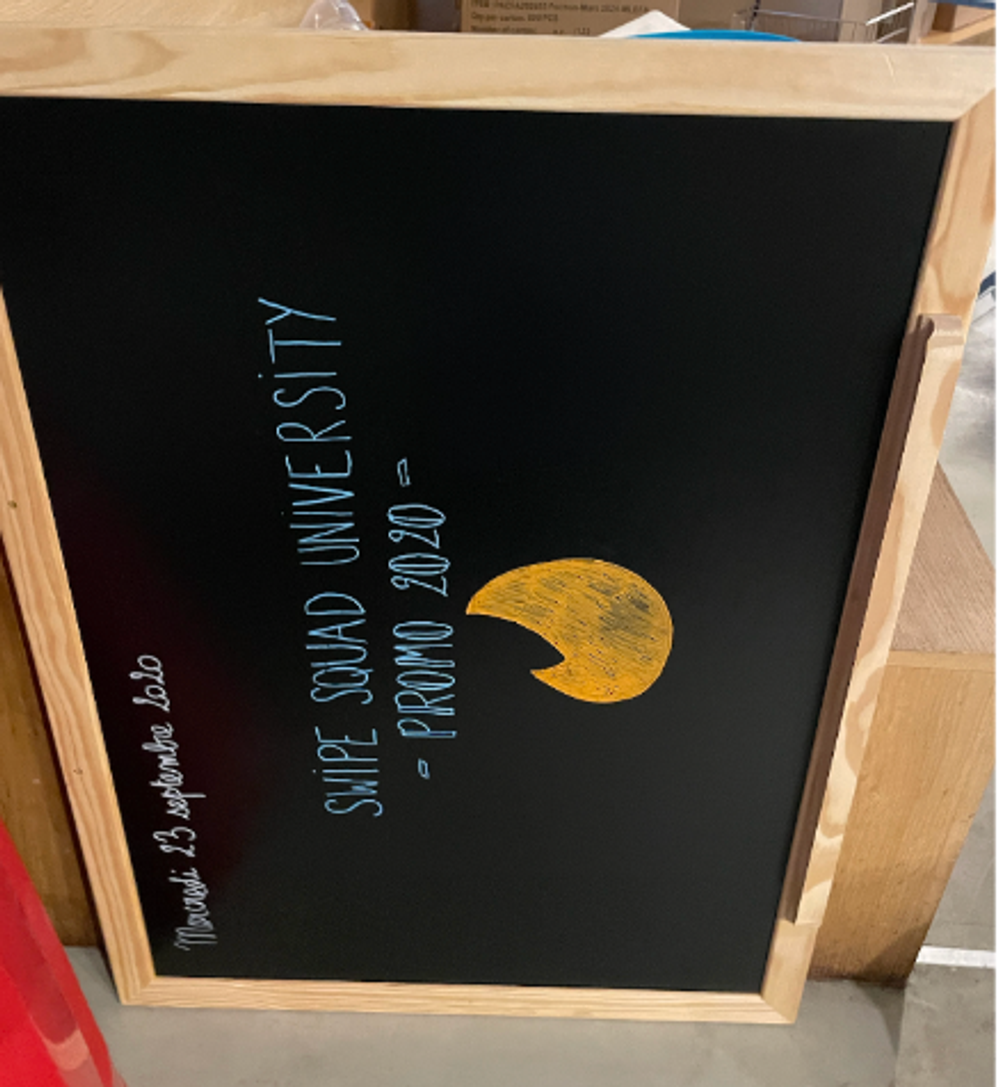 Mercredi 23 septembre 2020
SWIPE SQUAD UNIVERSITY
- PROMO 2020 -